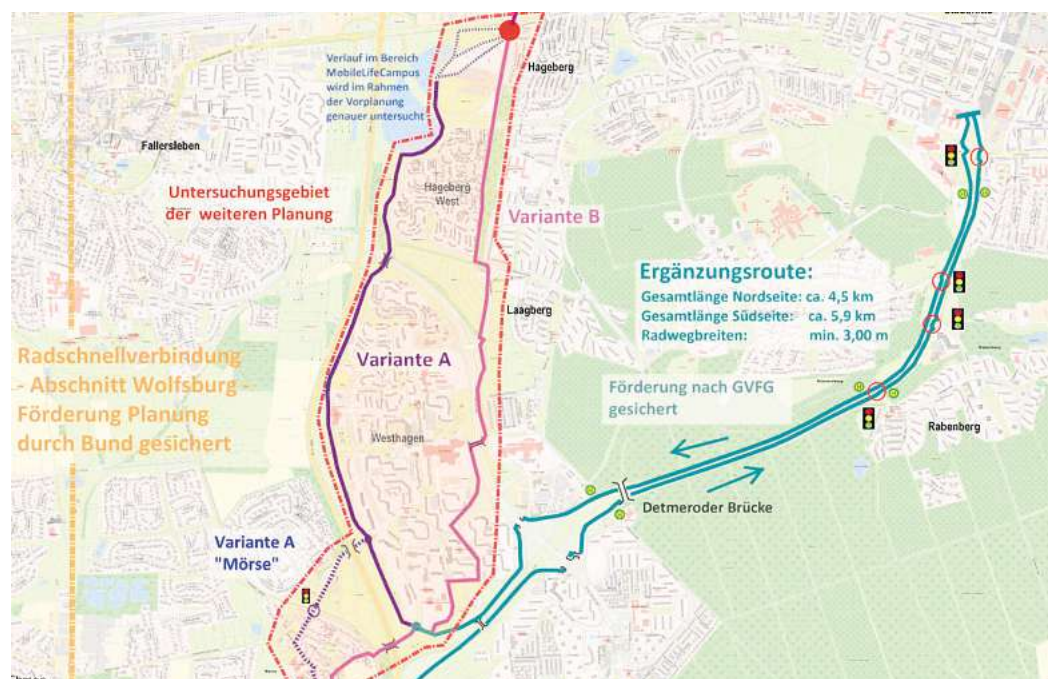 Verlauf im Bereich
MobileLifeCampus
wird im Rahmen
der Vorplanung
genauer untersucht
Hageberg
Fallersleben
Untersuchungsgebiet
der weiteren Planung
Hageberg
West
Variante B
Ergänzungsroute:
Gesamtlänge Nordseite: ca. 4,5 km
Gesamtlänge Südseite: ca. 5,9 km
Radwegbreiten: min. 3,00 m
Laagberg
Variante A
Radschnellverbindung
- Abschnitt Wolfsburg -
Förderung Planung
durch Bund gesichert
Förderung nach GVFG
gesichert
Westhagen
Rabenberg
Detmeroder Brücke
Variante A
"Mörse"